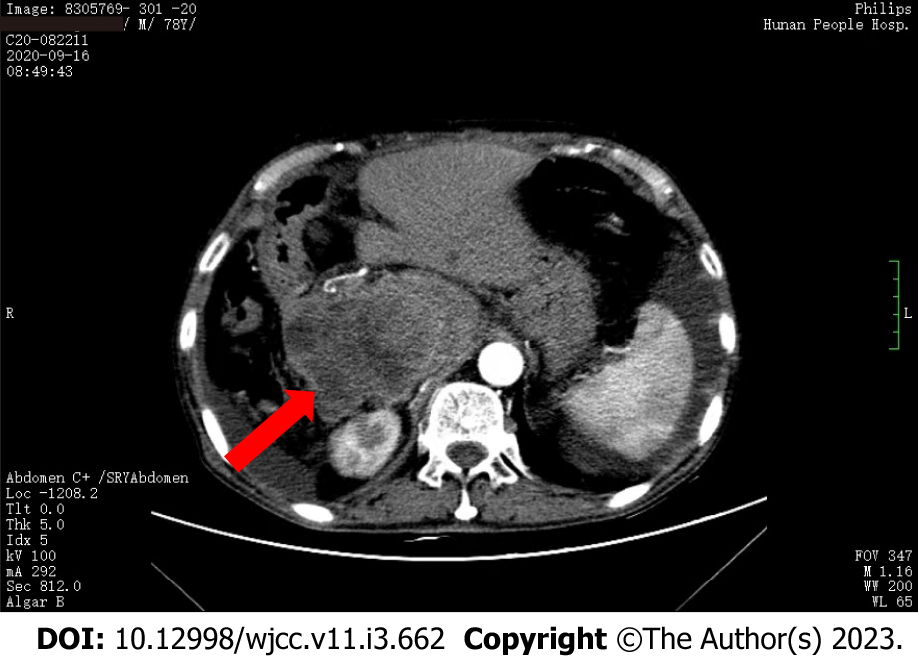 Image: 8305769- 301 -20
/ M/ 78Y/
C20-082211
2020-09-16
08:49:43
Philips
Hunan People Hosp.
R
L
Abdomen C+ /SRYAbdomen
Loc -1208.2
Tlt 0.0
Thk 5.0
Idx 5
kV 100
mA 292
Sec 812.0
Algar B
FOV 347
M 1.16
WW 200
WL 65
DOI: 10.12998/wjcc.v11.i3.662 Copyright ©The Author(s) 2023.